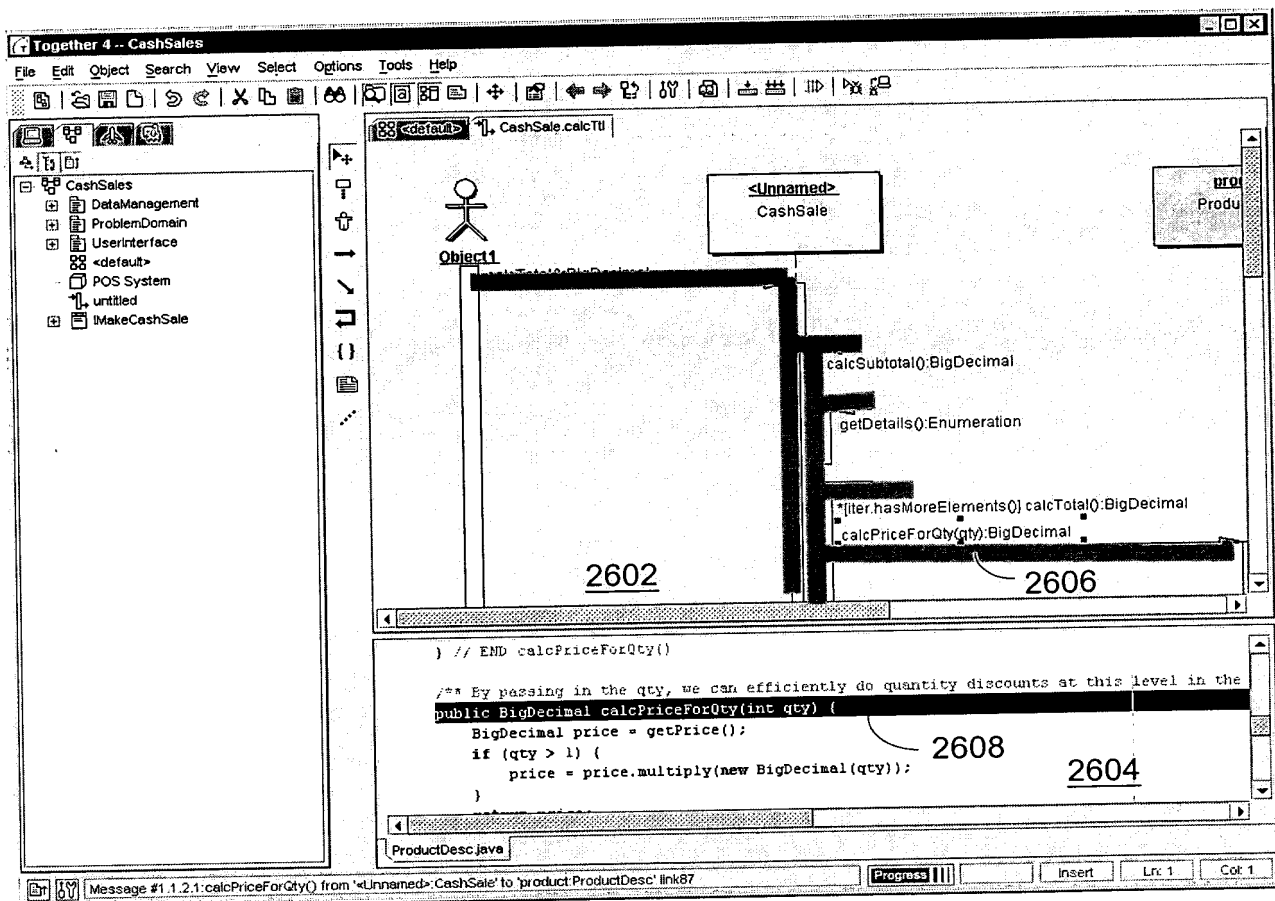 Together 4 -- CashSales
File Edit Object Search View Select Options Tools Help
<default> CashSale.calcTtl
CashSales
DataManagement
ProblemDomain
UserInterface
<default>
POS System
untitled
!MakeCashSale
Object1
<Unnamed>
CashSale
prod
Produ
calcTotal():BigDecimal
calcSubtotal():BigDecimal
getDetails():Enumeration
*[iter.hasMoreElements()] calcTotal():BigDecimal
calcPriceForQty(qty):BigDecimal
2602
2606
} // END calcPriceForQty()
/** By passing in the qty, we can efficiently do quantity discounts at this level in the
public BigDecimal calcPriceForQty(int qty) {
BigDecimal price = getPrice();
if (qty > 1) {
price = price.multiply(new BigDecimal(qty));
}
2608
2604
ProductDesc.java
Message #1.1.2.1:calcPriceForQty() from '<Unnamed>:CashSale' to 'product:ProductDesc' link87
Progress
Insert
Ln: 1
Col: 1